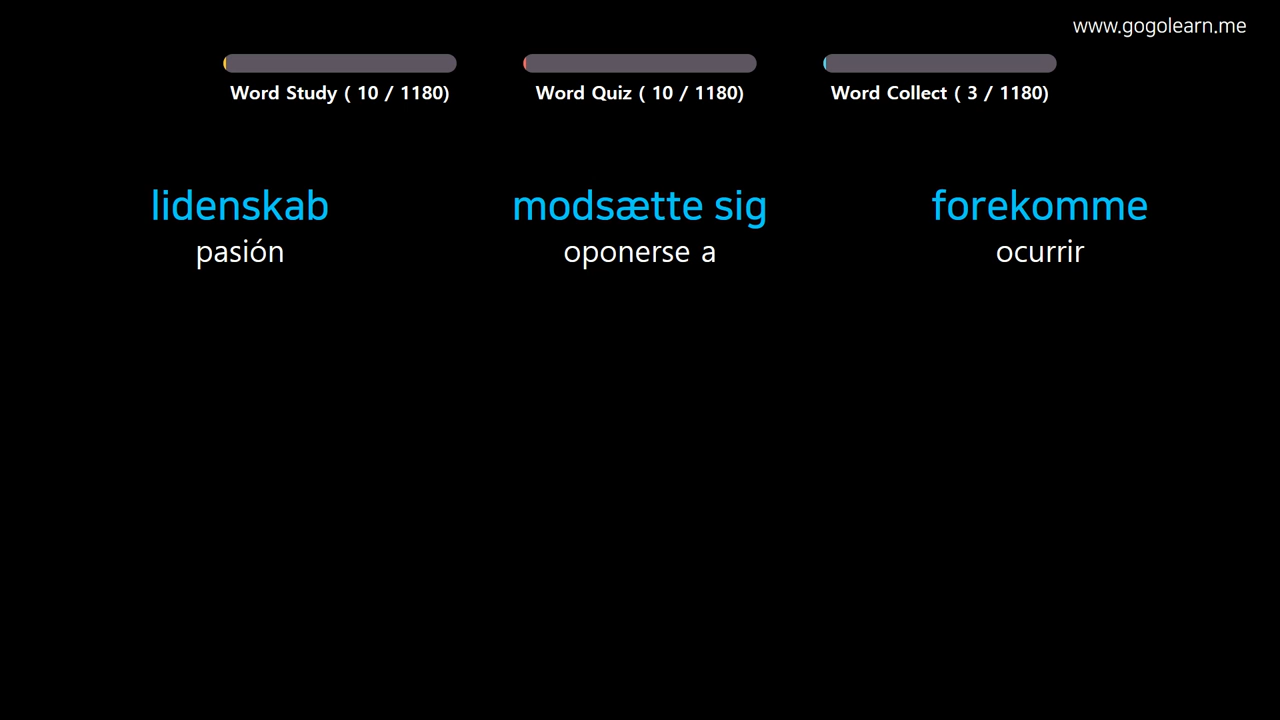 www.gogolearn.me
Word Study ( 10 / 1180)
Word Quiz ( 10 / 1180)
Word Collect ( 3 / 1180)
lidenskab
pasión
modsætte sig
oponerse a
forekomme
ocurrir